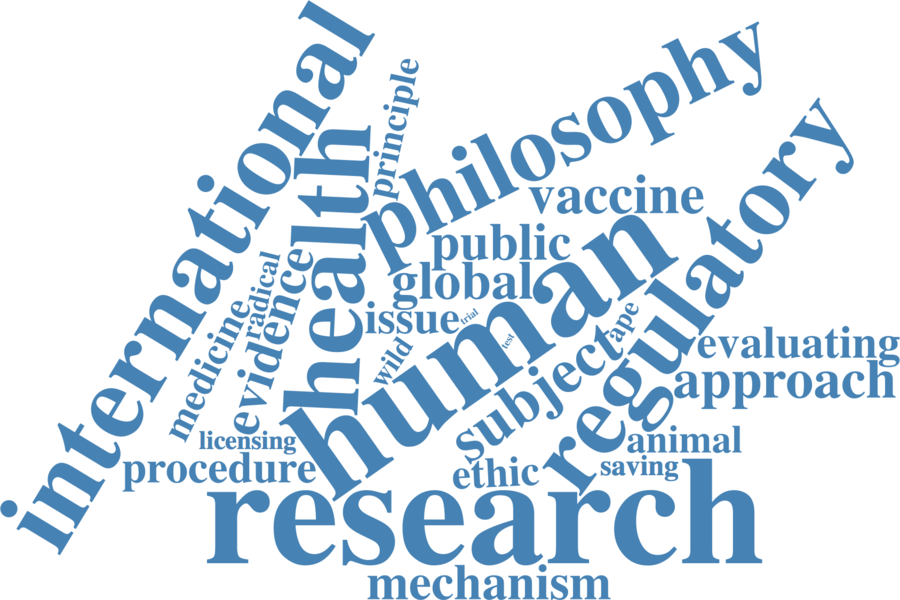 international
principle
philosophy
health
vaccine
regulatory
public
human
global
radical
evidence
medicine
issue
trial
test
wild
ape
subject
evaluating
approach
licensing
procedure
animal
saving
ethic
research
mechanism